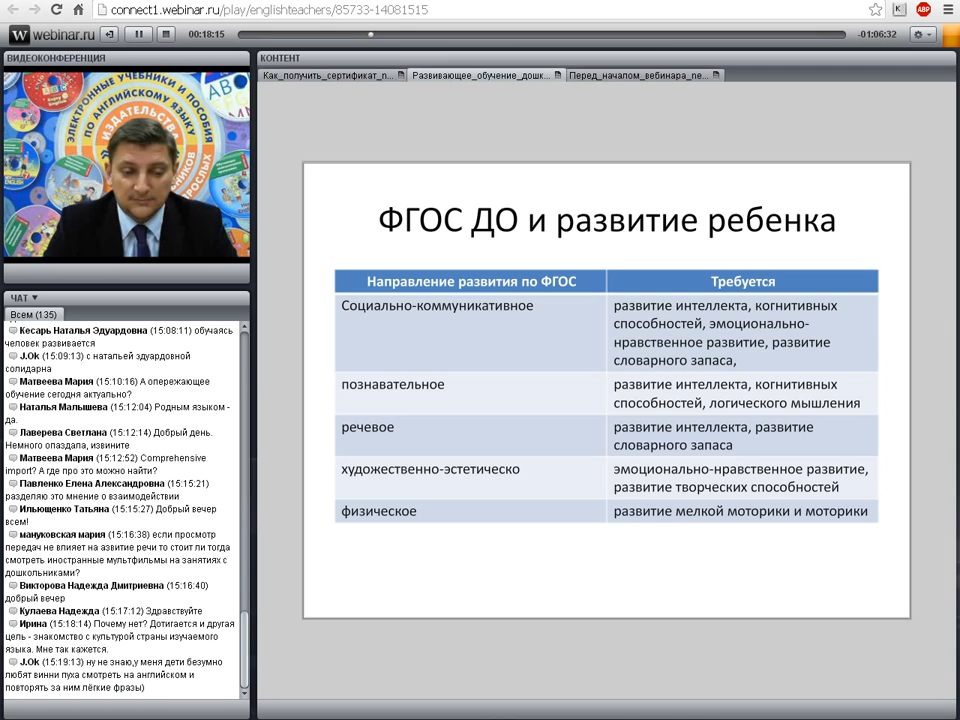 connect1.webinar.ru/play/englishteachers/85733-14081515
webinar.ru
00:18:15
-01:06:32
ВИДЕОКОНФЕРЕНЦИЯ
ЭЛЕКТРОННЫЕ УЧЕБНИКИ И ПОСОБИЯ
ПО АНГЛИЙСКОМУ ЯЗЫКУ
ИЗДАТЕЛЬСТВА
ЧАТ
Всем (135)
Кесарь Наталья Эдуардовна (15:08:11) обучаясь
человек развивается
J.Ok (15:09:13) с натальей эдуардовной
солидарна
Матвеева Мария (15:10:16) А опережающее
обучение сегодня актуально?
Наталья Малышева (15:12:04) Родным языком -
да.
Лаверева Светлана (15:12:14) Добрый день.
Немного опаздала, извините
Матвеева Мария (15:12:52) Comprehensive
import? А где про это можно найти?
Павленко Елена Александровна (15:15:21)
разделяю это мнение о взаимодействии
Ильющенко Татьяна (15:15:27) Добрый вечер
всем!
мануковская мария (15:16:38) если просмотр
передач не влияет на азвитие речи то стоит ли тогда
смотреть иностранные мультфильмы на занятиях с
дошкольниками?
Викторова Надежда Дмитриевна (15:16:40)
добрый вечер
Кулаева Надежда (15:17:12) Здравствуйте
Ирина (15:18:14) Почему нет? Дотигается и другая
цель - знакомство с культурой страны изучаемого
языка. Мне так кажется.
J.Ok (15:19:13) ну не знаю,у меня дети безумно
любят винни пуха смотреть на английском и
повторять за ним лёгкие фразы)
КОНТЕНТ
Как_получить_сертификат_п...
Развивающее_обучение_дошк...
Перед_началом_вебинара_пе...
ФГОС ДО и развитие ребенка
Направление развития по ФГОС
Требуется
Социально-коммуникативное
развитие интеллекта, когнитивных
способностей, эмоционально-
нравственное развитие, развитие
словарного запаса,
познавательное
развитие интеллекта, когнитивных
способностей, логического мышления
речевое
развитие интеллекта, развитие
словарного запаса
художественно-эстетическо
эмоционально-нравственное развитие,
развитие творческих способностей
физическое
развитие мелкой моторики и моторики